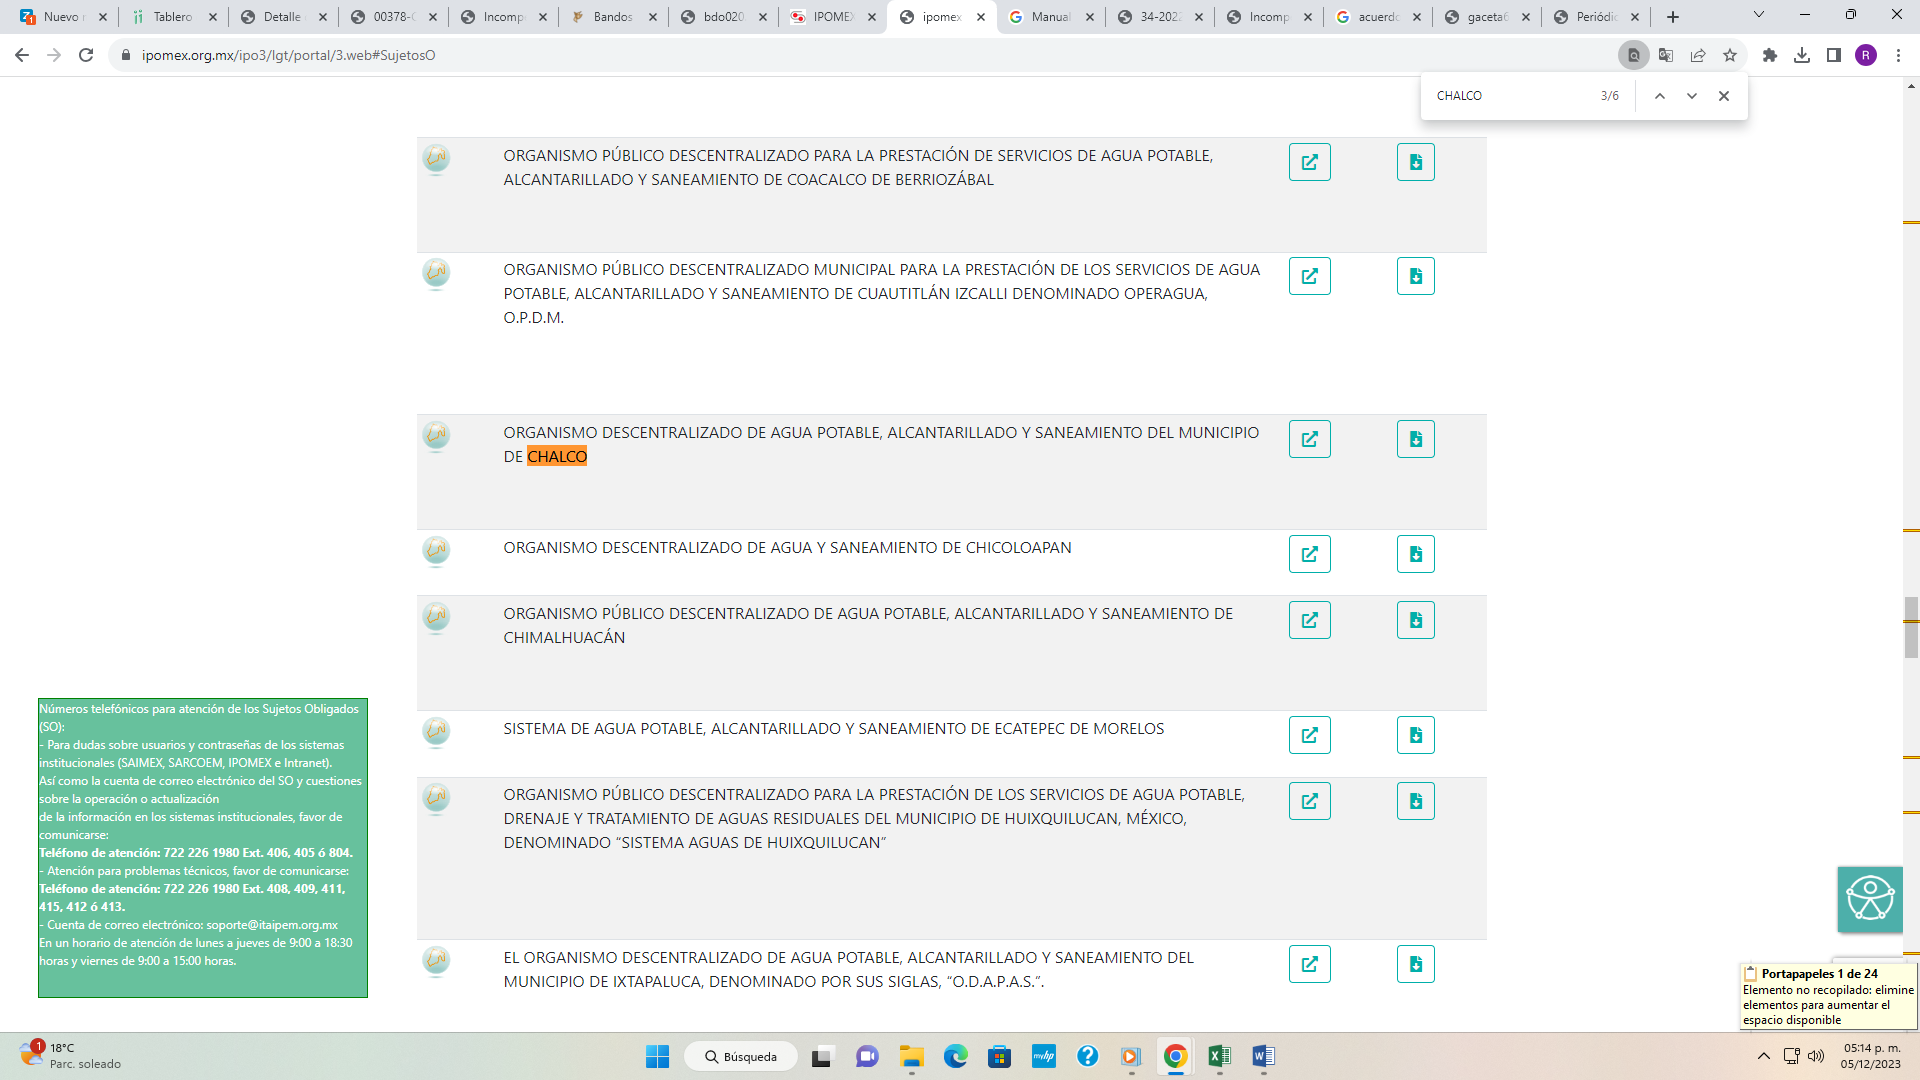 Nuevo r
Tablero
Detalle
00378-
Incomp
Bandos
bdo020
IPOMEX
ipomex
Manual
34-2022
Incomp
acuerdo
gaceta6
Periódic
ipomex.org.mx/ipo3/lgt/portal/3.web#SujetosO
R
CHALCO
3/6
ORGANISMO PÚBLICO DESCENTRALIZADO PARA LA PRESTACIÓN DE SERVICIOS DE AGUA POTABLE,
ALCANTARILLADO Y SANEAMIENTO DE COACALCO DE BERRIOZÁBAL
ORGANISMO PÚBLICO DESCENTRALIZADO MUNICIPAL PARA LA PRESTACIÓN DE LOS SERVICIOS DE AGUA
POTABLE, ALCANTARILLADO Y SANEAMIENTO DE CUAUTITLÁN IZCALLI DENOMINADO OPERAGUA,
O.P.D.M.
ORGANISMO DESCENTRALIZADO DE AGUA POTABLE, ALCANTARILLADO Y SANEAMIENTO DEL MUNICIPIO
DE CHALCO
ORGANISMO DESCENTRALIZADO DE AGUA Y SANEAMIENTO DE CHICOLOAPAN
ORGANISMO PÚBLICO DESCENTRALIZADO DE AGUA POTABLE, ALCANTARILLADO Y SANEAMIENTO DE
CHIMALHUACÁN
SISTEMA DE AGUA POTABLE, ALCANTARILLADO Y SANEAMIENTO DE ECATEPEC DE MORELOS
ORGANISMO PÚBLICO DESCENTRALIZADO PARA LA PRESTACIÓN DE LOS SERVICIOS DE AGUA POTABLE,
DRENAJE Y TRATAMIENTO DE AGUAS RESIDUALES DEL MUNICIPIO DE HUIXQUILUCAN, MÉXICO,
DENOMINADO “SISTEMA AGUAS DE HUIXQUILUCAN”
EL ORGANISMO DESCENTRALIZADO DE AGUA POTABLE, ALCANTARILLADO Y SANEAMIENTO DEL
MUNICIPIO DE IXTAPALUCA, DENOMINADO POR SUS SIGLAS, “O.D.A.P.A.S.”.
Números telefónicos para atención de los Sujetos Obligados
(SO):
- Para dudas sobre usuarios y contraseñas de los sistemas
institucionales (SAIMEX, SARCOEM, IPOMEX e Intranet).
Así como la cuenta de correo electrónico del SO y cuestiones
sobre la operación o actualización
de la información en los sistemas institucionales, favor de
comunicarse:
Teléfono de atención: 722 226 1980 Ext. 406, 405 ó 804.
- Atención para problemas técnicos, favor de comunicarse:
Teléfono de atención: 722 226 1980 Ext. 408, 409, 411,
415, 412 ó 413.
- Cuenta de correo electrónico: soporte@itaipem.org.mx
En un horario de atención de lunes a jueves de 9:00 a 18:30
horas y viernes de 9:00 a 15:00 horas.
Portapapeles 1 de 24
Elemento no recopilado: elimine
elementos para aumentar el
espacio disponible
1
18°C
Parc. soleado
Búsqueda
myhp
05:14 p. m.
05/12/2023